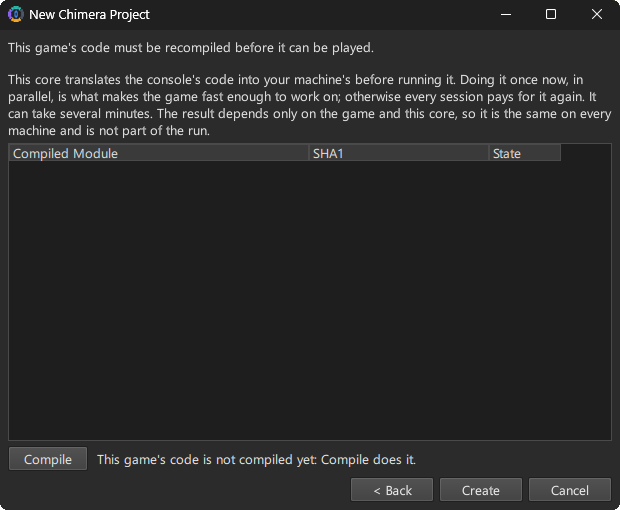 New Chimera Project
This game's code must be recompiled before it can be played.
This core translates the console's code into your machine's before running it. Doing it once now, in
parallel, is what makes the game fast enough to work on; otherwise every session pays for it again. It
can take several minutes. The result depends only on the game and this core, so it is the same on every
machine and is not part of the run.
Compiled Module SHA1 State
Compile This game's code is not compiled yet: Compile does it.
< Back Create Cancel